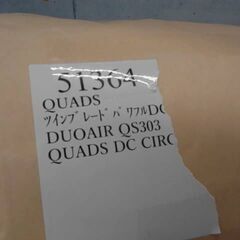 51364
QUADS
ﾂｲﾝﾌﾞﾚｰﾄﾞﾊﾟﾜﾌﾙDC
DUOAIR QS303
QUADS DC CIRC